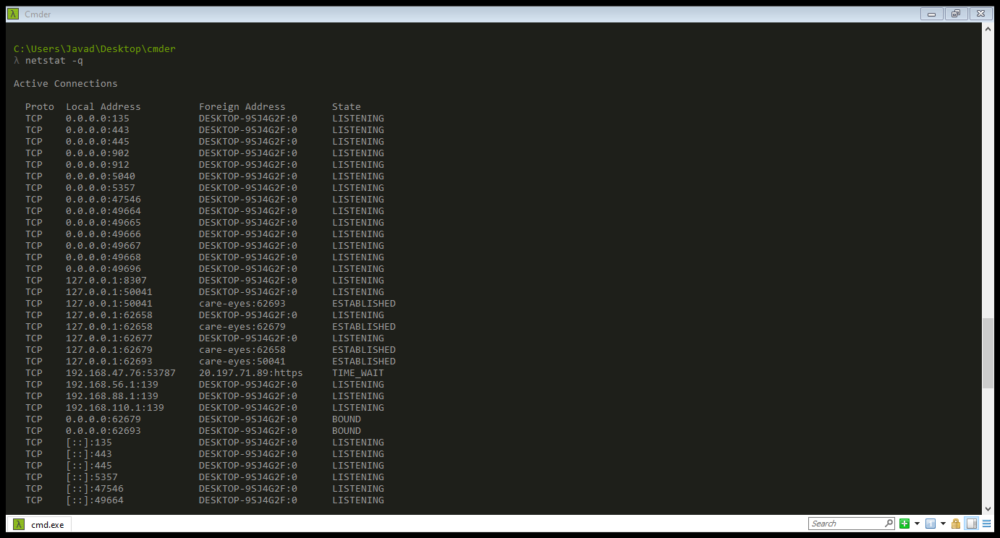 λ Cmder
C:\Users\Javad\Desktop\cmder
λ netstat -q
Active Connections
Proto Local Address Foreign Address State
TCP 0.0.0.0:135 DESKTOP-9SJ4G2F:0 LISTENING
TCP 0.0.0.0:443 DESKTOP-9SJ4G2F:0 LISTENING
TCP 0.0.0.0:445 DESKTOP-9SJ4G2F:0 LISTENING
TCP 0.0.0.0:902 DESKTOP-9SJ4G2F:0 LISTENING
TCP 0.0.0.0:912 DESKTOP-9SJ4G2F:0 LISTENING
TCP 0.0.0.0:5040 DESKTOP-9SJ4G2F:0 LISTENING
TCP 0.0.0.0:5357 DESKTOP-9SJ4G2F:0 LISTENING
TCP 0.0.0.0:47546 DESKTOP-9SJ4G2F:0 LISTENING
TCP 0.0.0.0:49664 DESKTOP-9SJ4G2F:0 LISTENING
TCP 0.0.0.0:49665 DESKTOP-9SJ4G2F:0 LISTENING
TCP 0.0.0.0:49666 DESKTOP-9SJ4G2F:0 LISTENING
TCP 0.0.0.0:49667 DESKTOP-9SJ4G2F:0 LISTENING
TCP 0.0.0.0:49668 DESKTOP-9SJ4G2F:0 LISTENING
TCP 0.0.0.0:49696 DESKTOP-9SJ4G2F:0 LISTENING
TCP 127.0.0.1:8307 DESKTOP-9SJ4G2F:0 LISTENING
TCP 127.0.0.1:50041 DESKTOP-9SJ4G2F:0 LISTENING
TCP 127.0.0.1:50041 care-eyes:62693 ESTABLISHED
TCP 127.0.0.1:62658 DESKTOP-9SJ4G2F:0 LISTENING
TCP 127.0.0.1:62658 care-eyes:62679 ESTABLISHED
TCP 127.0.0.1:62677 DESKTOP-9SJ4G2F:0 LISTENING
TCP 127.0.0.1:62679 care-eyes:62658 ESTABLISHED
TCP 127.0.0.1:62693 care-eyes:50041 ESTABLISHED
TCP 192.168.47.76:53787 20.197.71.89:https TIME_WAIT
TCP 192.168.56.1:139 DESKTOP-9SJ4G2F:0 LISTENING
TCP 192.168.88.1:139 DESKTOP-9SJ4G2F:0 LISTENING
TCP 192.168.110.1:139 DESKTOP-9SJ4G2F:0 LISTENING
TCP 0.0.0.0:62679 DESKTOP-9SJ4G2F:0 BOUND
TCP 0.0.0.0:62693 DESKTOP-9SJ4G2F:0 BOUND
TCP [::]:135 DESKTOP-9SJ4G2F:0 LISTENING
TCP [::]:443 DESKTOP-9SJ4G2F:0 LISTENING
TCP [::]:445 DESKTOP-9SJ4G2F:0 LISTENING
TCP [::]:5357 DESKTOP-9SJ4G2F:0 LISTENING
TCP [::]:47546 DESKTOP-9SJ4G2F:0 LISTENING
TCP [::]:49664 DESKTOP-9SJ4G2F:0 LISTENING
λ cmd.exe Search